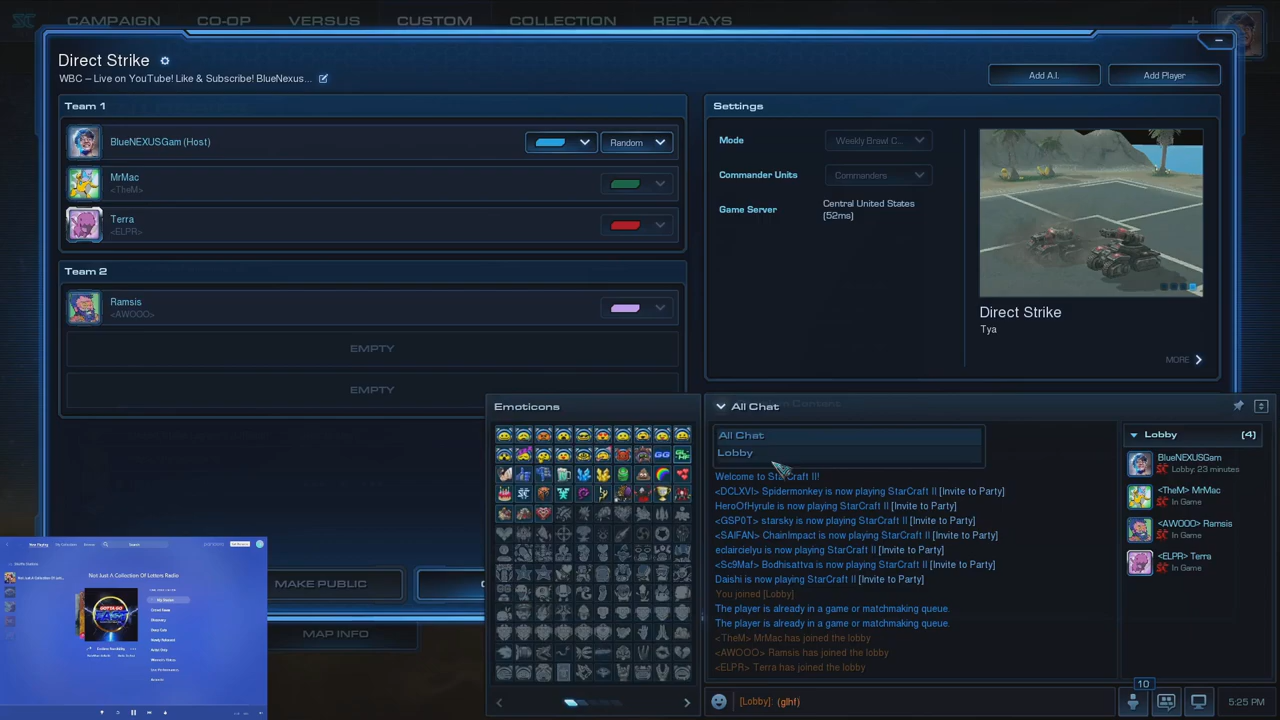 CAMPAIGN CO-OP VERSUS CUSTOM COLLECTION REPLAYS
Direct Strike
WBC – Live on YouTube! Like & Subscribe! BlueNexus...
Add A.I.
Add Player
Team 1
BlueNEXUSGam (Host)
Random
MrMac
<TheM>
Terra
<ELPR>
Team 2
Ramsis
<AWOOO>
EMPTY
EMPTY
Settings
Mode
Weekly Brawl C...
Commander Units
Commanders
Game Server
Central United States
(52ms)
Direct Strike
Tya
MORE
MAKE PUBLIC
MAP INFO
Emoticons
GG
All Chat
All Chat
Lobby
Welcome to StarCraft II!
<DCLXVI> Spidermonkey is now playing StarCraft II [Invite to Party]
HeroOfHyrule is now playing StarCraft II [Invite to Party]
<GSP0T> starsky is now playing StarCraft II [Invite to Party]
<SAIFAN> ChainImpact is now playing StarCraft II [Invite to Party]
eclaircielyu is now playing StarCraft II [Invite to Party]
<Sc9Maf> Bodhisattva is now playing StarCraft II [Invite to Party]
Daishi is now playing StarCraft II [Invite to Party]
You joined [Lobby]
The player is already in a game or matchmaking queue.
The player is already in a game or matchmaking queue.
<TheM> MrMac has joined the lobby
<AWOOO> Ramsis has joined the lobby
<ELPR> Terra has joined the lobby
[Lobby]: (glhf)
Lobby (4)
BlueNEXUSGam
Lobby: 23 minutes
<TheM> MrMac
In Game
<AWOOO> Ramsis
In Game
<ELPR> Terra
In Game
10
5:25 PM
Now Playing
Search
Not Just A Collection Of Letters Radio
GOTTA GO